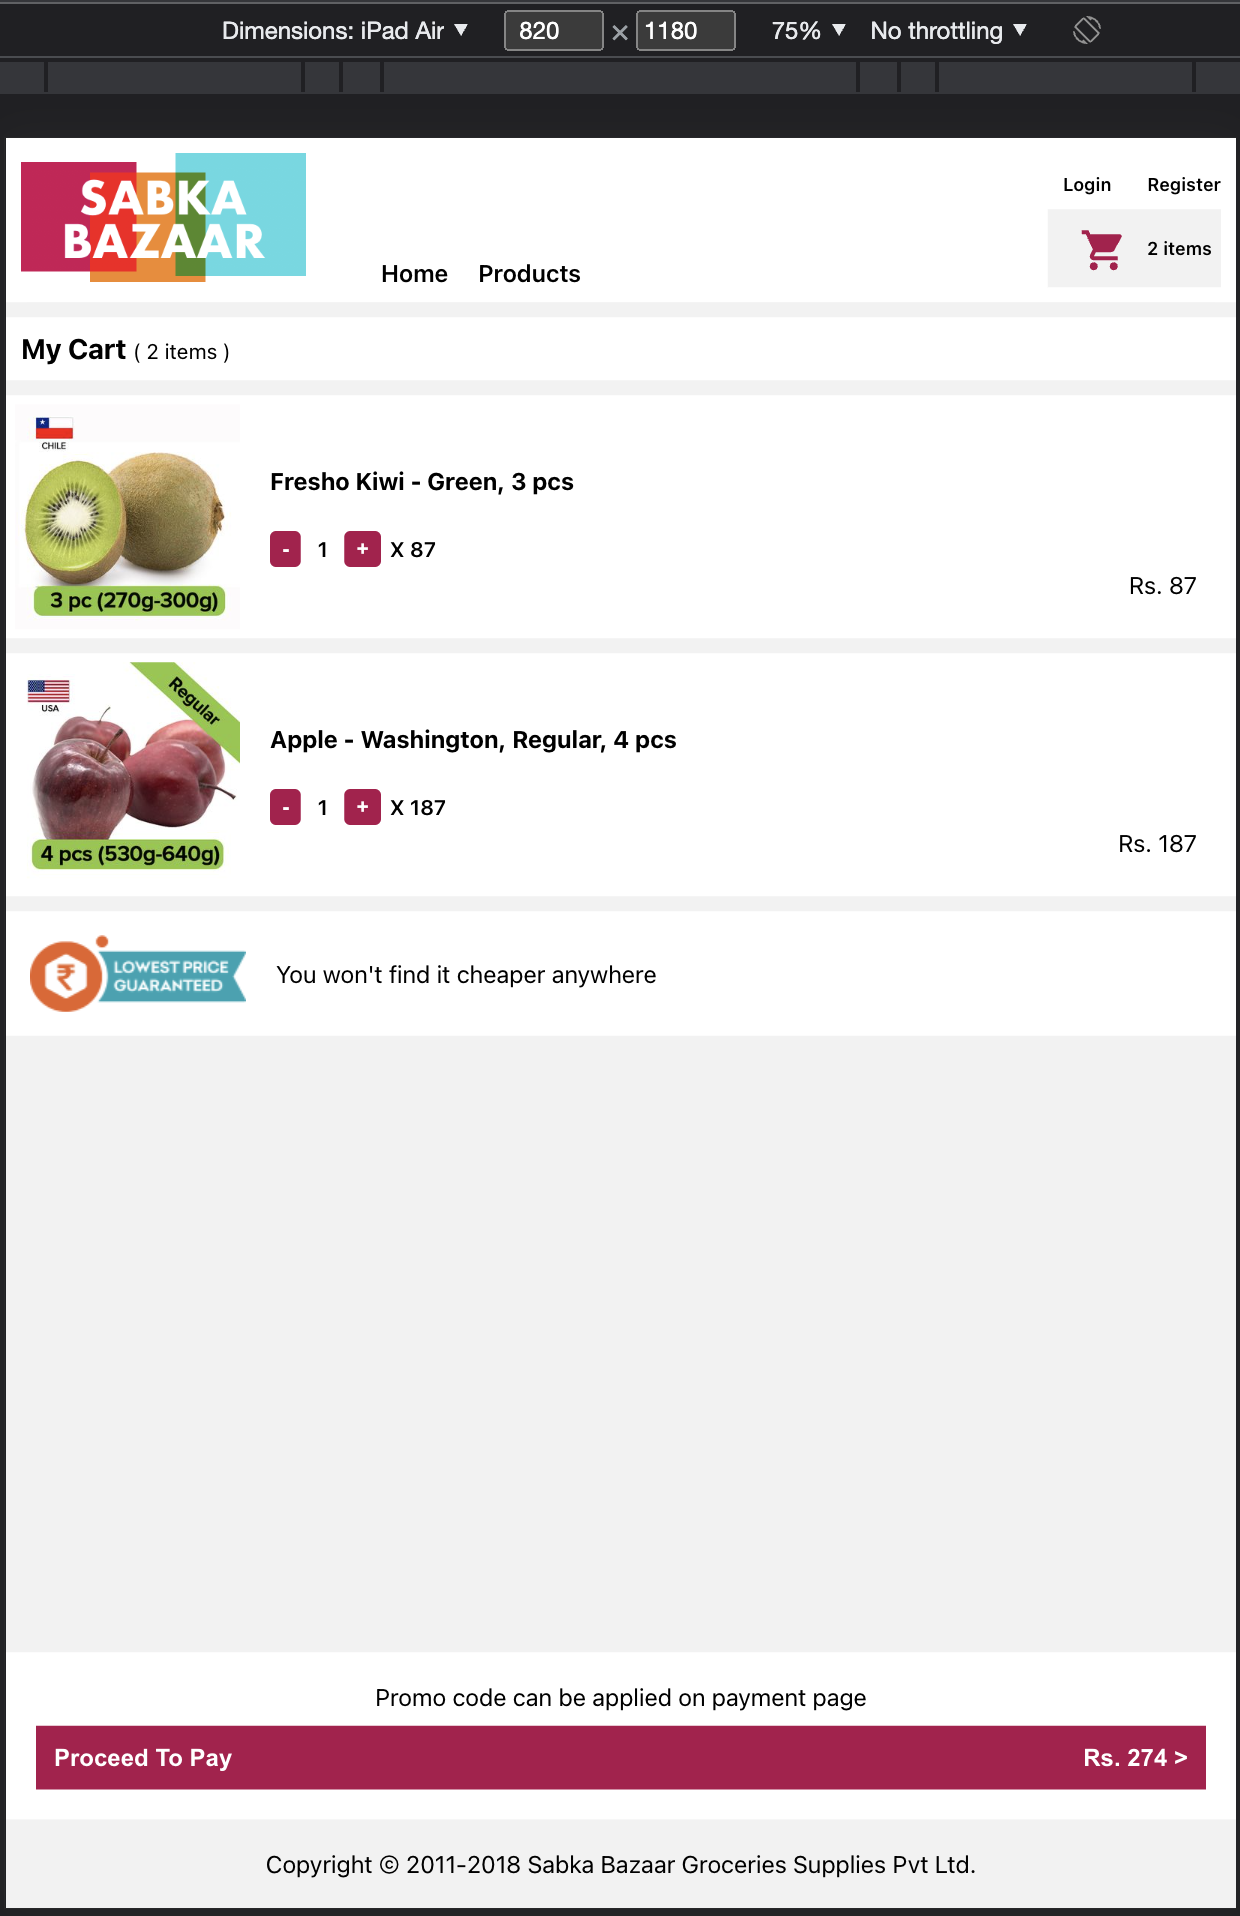 Dimensions: iPad Air ▼ 820 × 1180 75% ▼ No throttling ▼
SABKA
BAZAAR
Home Products
Login Register
2 items
My Cart ( 2 items )
CHILE
3 pc (270g-300g)
Fresho Kiwi - Green, 3 pcs
- 1 + X 87
Rs. 87
USA
Regular
4 pcs (530g-640g)
Apple - Washington, Regular, 4 pcs
- 1 + X 187
Rs. 187
₹
LOWEST PRICE
GUARANTEED
You won't find it cheaper anywhere
Promo code can be applied on payment page
Proceed To Pay Rs. 274 >
Copyright © 2011-2018 Sabka Bazaar Groceries Supplies Pvt Ltd.